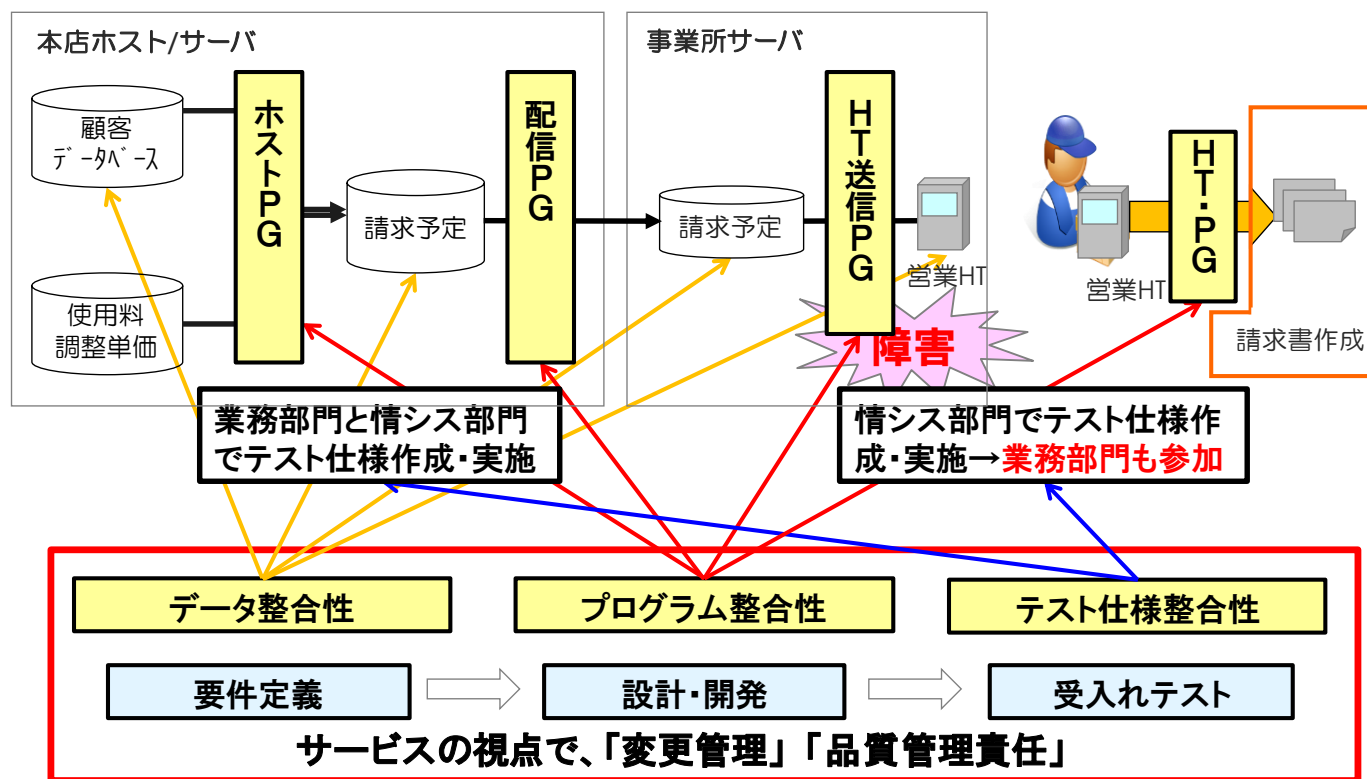 本店ホスト/サーバ
事業所サーバ
顧客
ﾃﾞｰﾀﾍﾞｰｽ
使用料
調整単価
ホストPG
請求予定
配信PG
請求予定
HT送信PG
営業HT
営業HT
HT・PG
請求書作成
障害
業務部門と情シス部門
でテスト仕様作成・実施
情シス部門でテスト仕様作
成・実施→業務部門も参加
データ整合性
プログラム整合性
テスト仕様整合性
要件定義
設計・開発
受入れテスト
サービスの視点で、「変更管理」「品質管理責任」